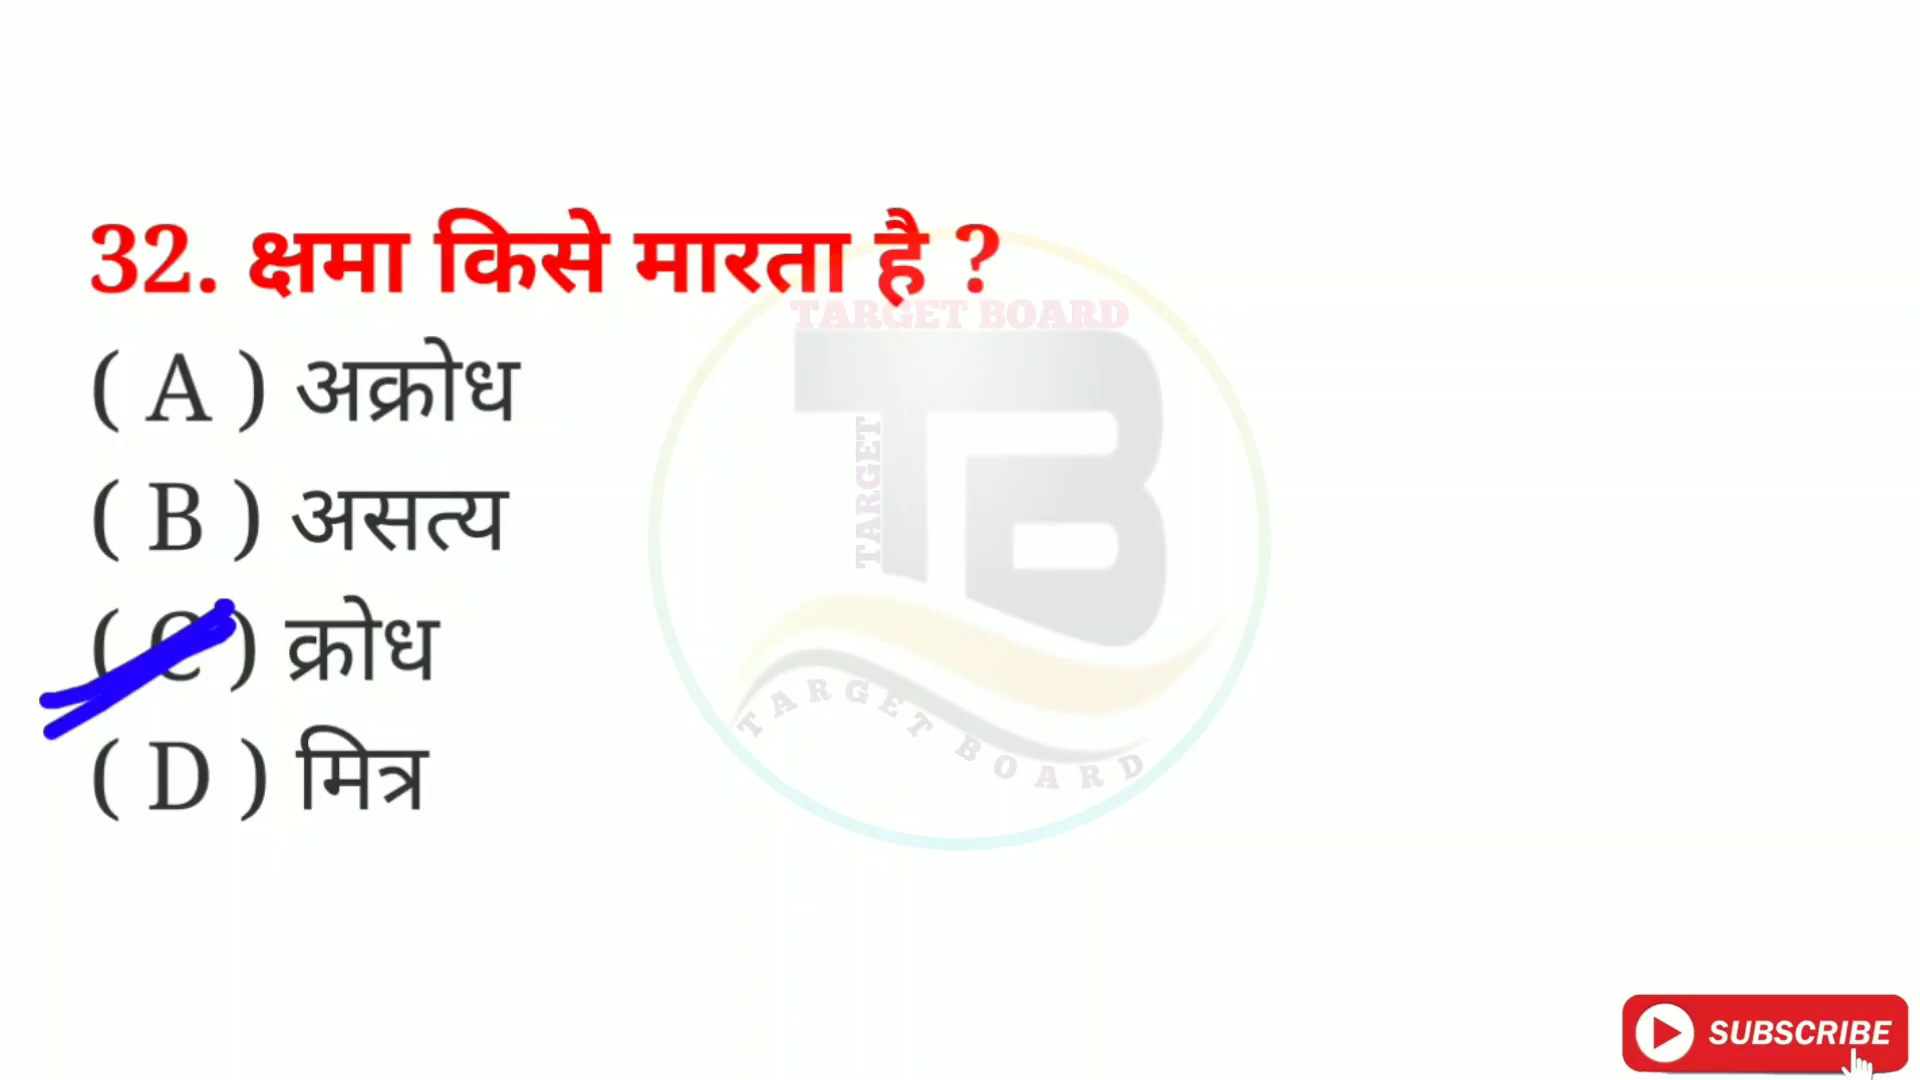 32. क्षमा किसे मारता है ?
TARGET BOARD
( A ) अक्रोध
TARGET
( B ) असत्य
( C ) क्रोध
TARGET BOARD
( D ) मित्र
SUBSCRIBE